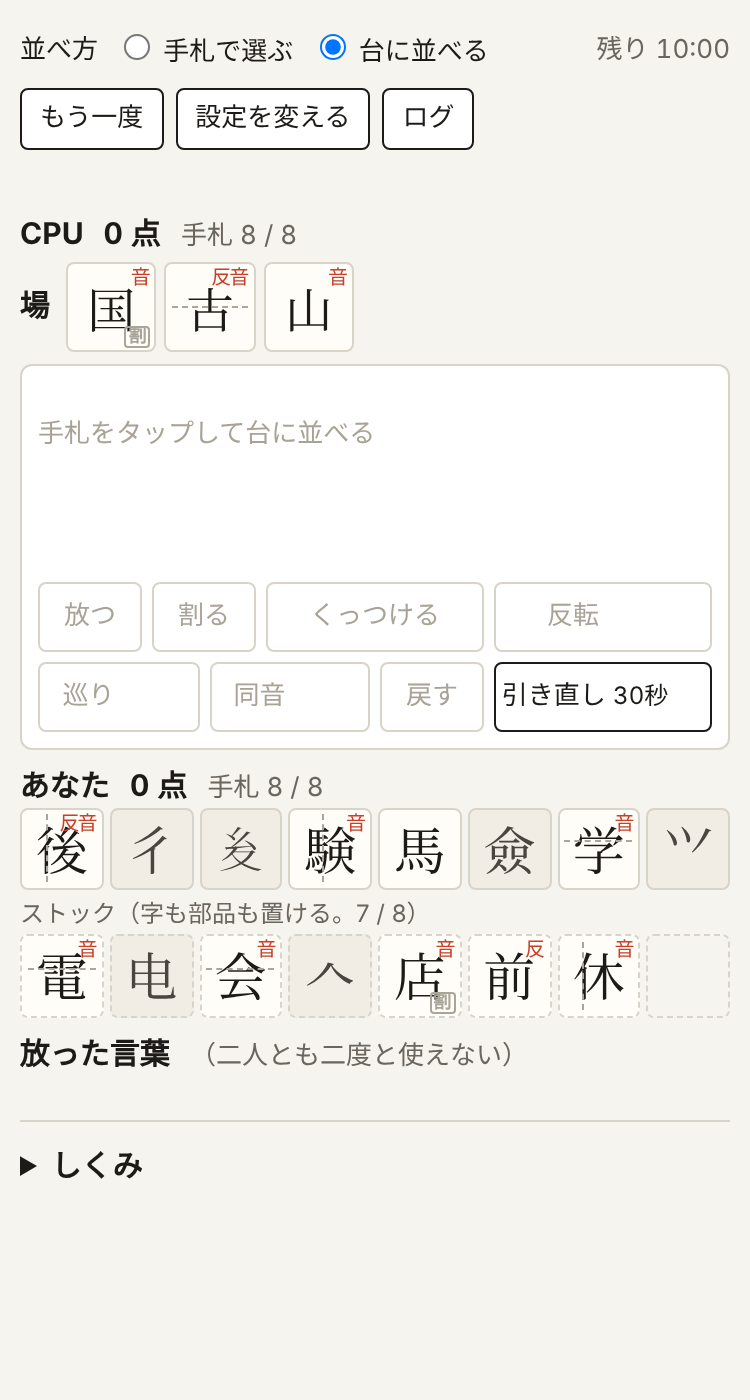 並べ方 手札で選ぶ 台に並べる 残り 10:00
もう一度 設定を変える ログ
CPU 0 点 手札 8 / 8
場 国 音 割 古 反音 山 音
手札をタップして台に並べる
放つ 割る くっつける 反転
巡り 同音 戻す 引き直し 30秒
あなた 0 点 手札 8 / 8
後 反音 彳 夋 験 音 馬 僉 学 音 ⺍
ストック（字も部品も置ける。7 / 8）
電 音 电 会 音 𠆢 店 音 割 前 反 休 音
放った言葉 （二人とも二度と使えない）
▶ しくみ